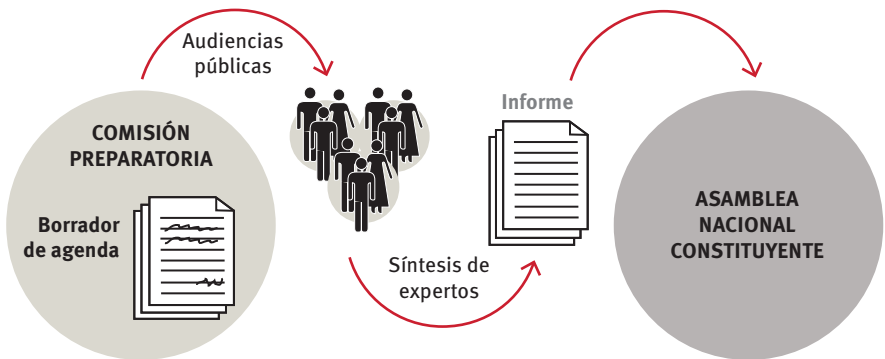 Audiencias
públicas
COMISIÓN
PREPARATORIA
Borrador
de agenda
Síntesis de
expertos
Informe
ASAMBLEA
NACIONAL
CONSTITUYENTE